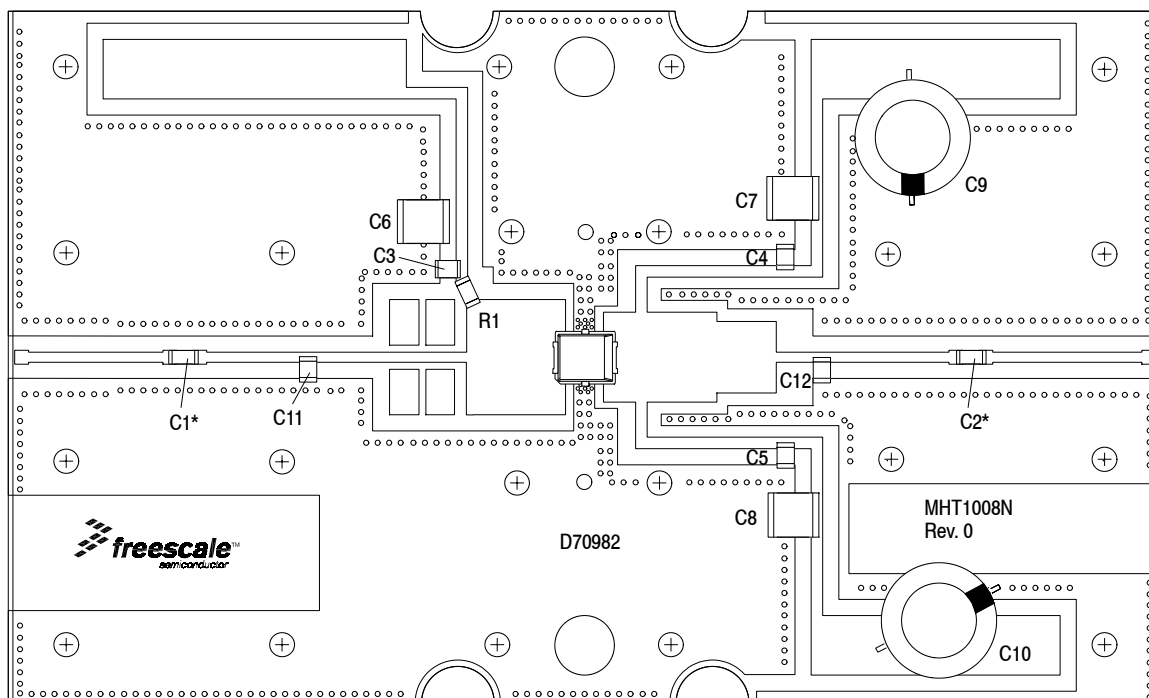 C9
C7
C6
C3
C4
R1
C12
C1*
C11
C2*
C5
C8
MHT1008N
Rev. 0
D70982
freescale™
semiconductor
C10